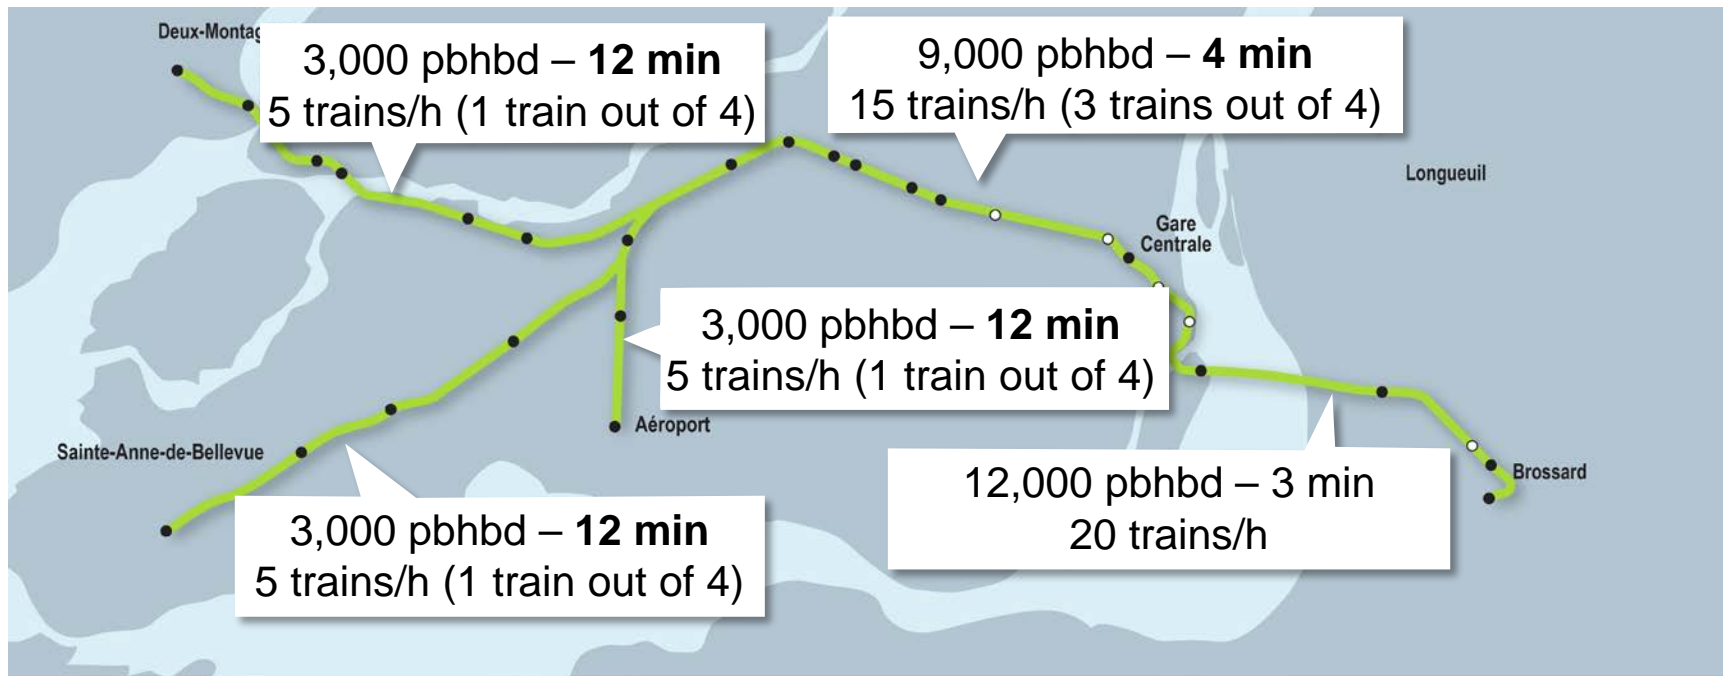 Deux-Montag
3,000 pbhbd – 12 min
5 trains/h (1 train out of 4)
9,000 pbhbd – 4 min
15 trains/h (3 trains out of 4)
Longueuil
Gare
Centrale
3,000 pbhbd – 12 min
5 trains/h (1 train out of 4)
Aéroport
Sainte-Anne-de-Bellevue
12,000 pbhbd – 3 min
20 trains/h
Brossard
3,000 pbhbd – 12 min
5 trains/h (1 train out of 4)